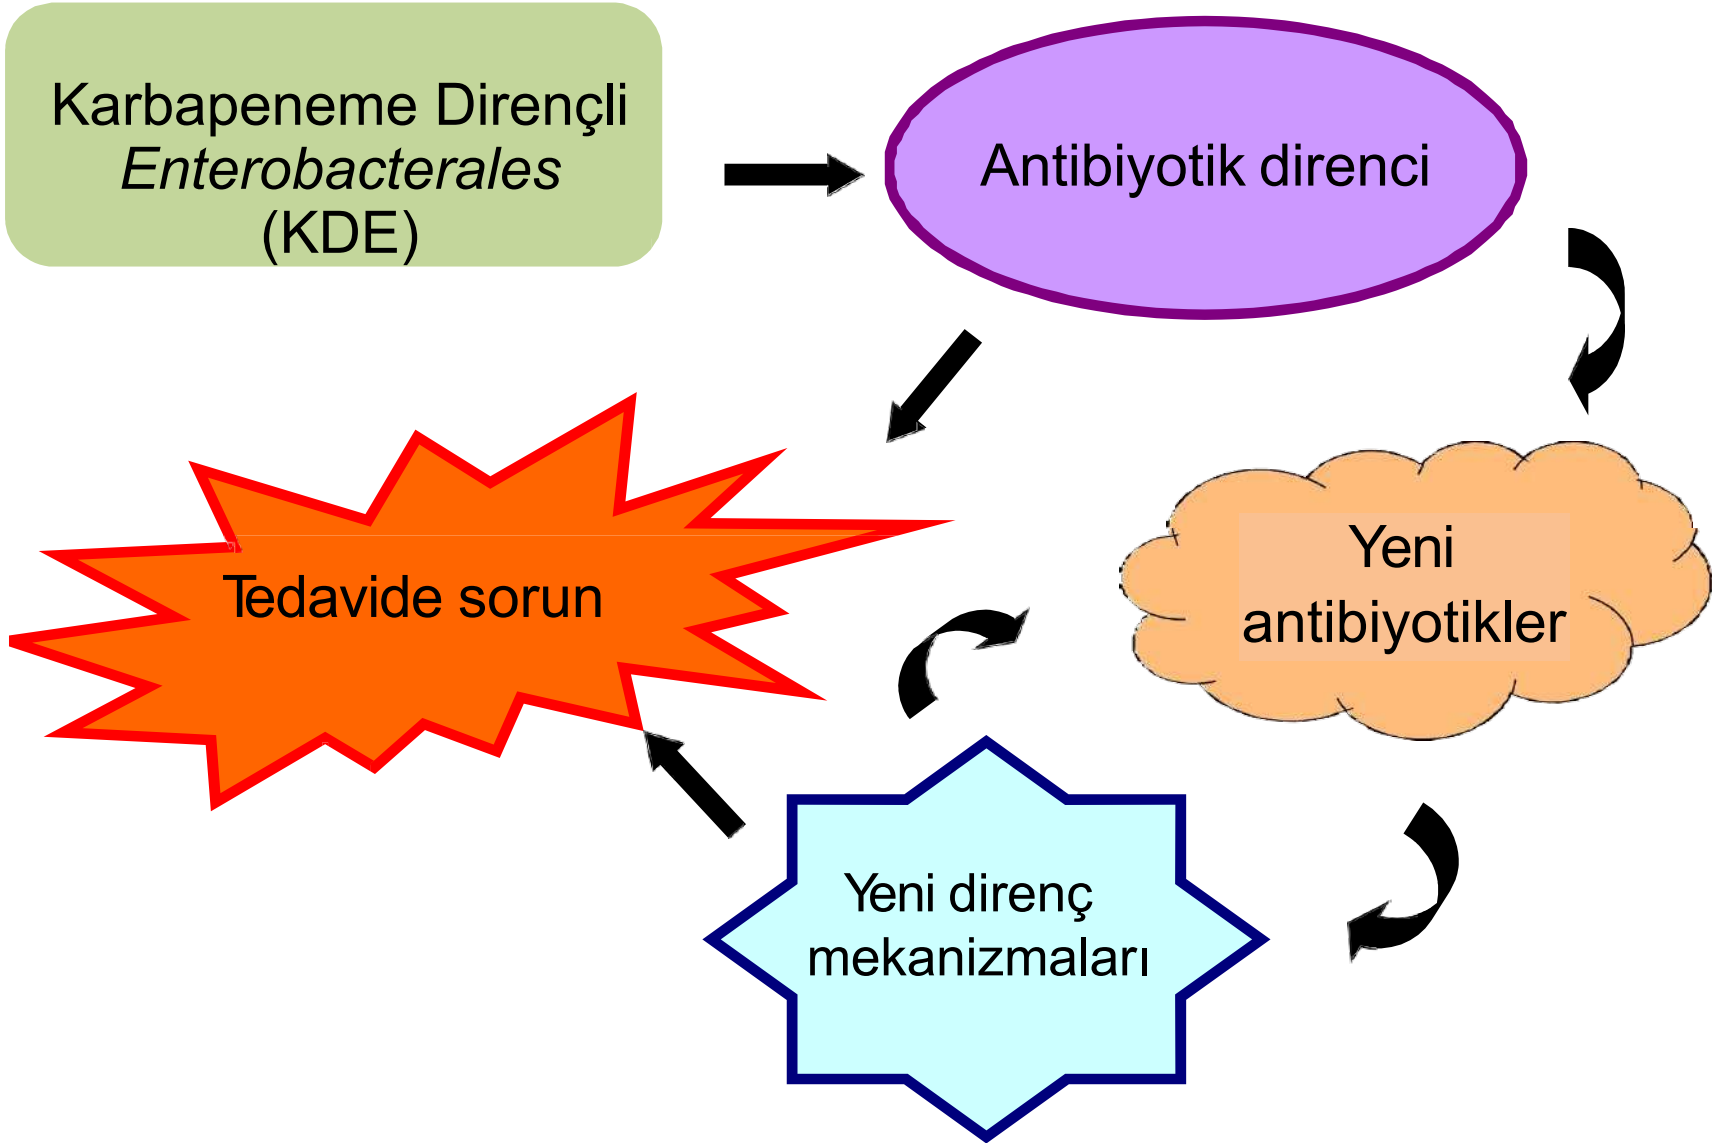 Karbapeneme Dirençli
Enterobacterales
(KDE)
Antibiyotik direnci
Tedavide sorun
Yeni
antibiyotikler
Yeni direnç
mekanizmaları